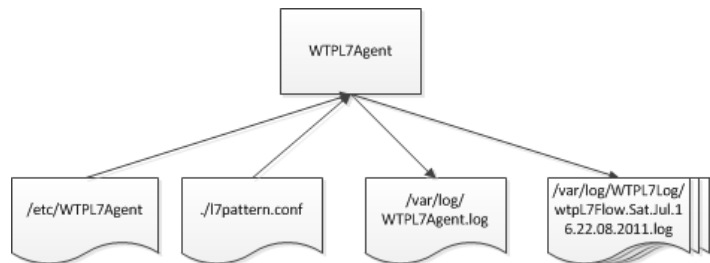 WTPL7Agent
/etc/WTPL7Agent
./l7pattern.conf
/var/log/
WTPL7Agent.log
/var/log/WTPL7Log/
wtpL7Flow.Sat.Jul.1
6.22.08.2011.log